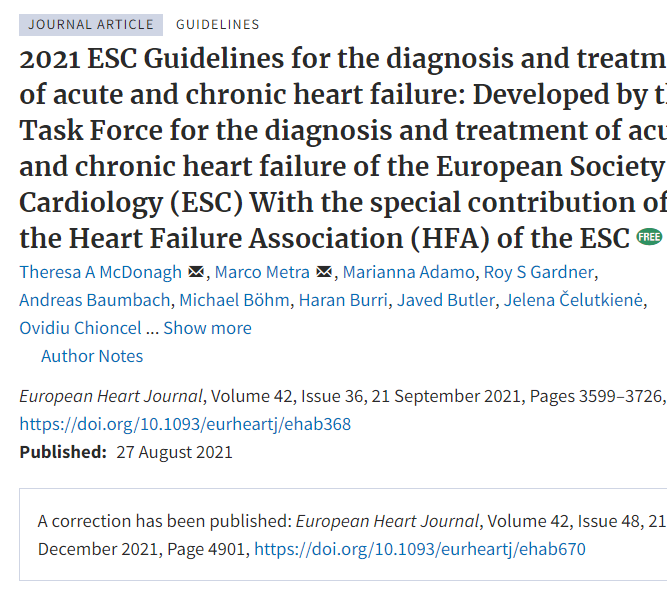 JOURNAL ARTICLE GUIDELINES
2021 ESC Guidelines for the diagnosis and treatm
of acute and chronic heart failure: Developed by t
Task Force for the diagnosis and treatment of acu
and chronic heart failure of the European Society
Cardiology (ESC) With the special contribution of
the Heart Failure Association (HFA) of the ESC FREE
Theresa A McDonagh, Marco Metra, Marianna Adamo, Roy S Gardner,
Andreas Baumbach, Michael Böhm, Haran Burri, Javed Butler, Jelena Čelutkienė,
Ovidiu Chioncel ... Show more
Author Notes
European Heart Journal, Volume 42, Issue 36, 21 September 2021, Pages 3599–3726,
https://doi.org/10.1093/eurheartj/ehab368
Published: 27 August 2021
A correction has been published: European Heart Journal, Volume 42, Issue 48, 21
December 2021, Page 4901, https://doi.org/10.1093/eurheartj/ehab670